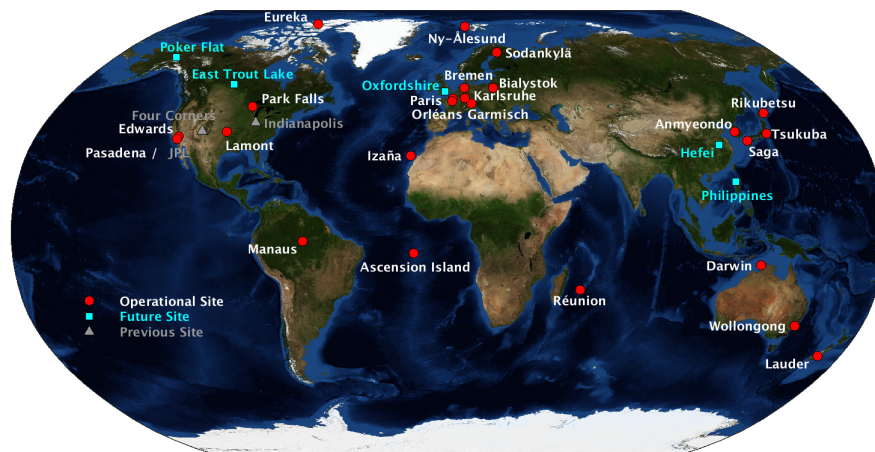 Eureka
Ny-Ålesund
Poker Flat
Sodankylä
East Trout Lake
Bremen
Oxfordshire
Bialystok
Park Falls
Paris
Karlsruhe
Rikubetsu
Four Corners
Orléans Garmisch
Indianapolis
Edwards
Anmyeondo
Tsukuba
Lamont
Pasadena / JPL
Izaña
Hefei
Saga
Philippines
Manaus
Ascension Island
Darwin
Réunion
Operational Site
Future Site
Previous Site
Wollongong
Lauder